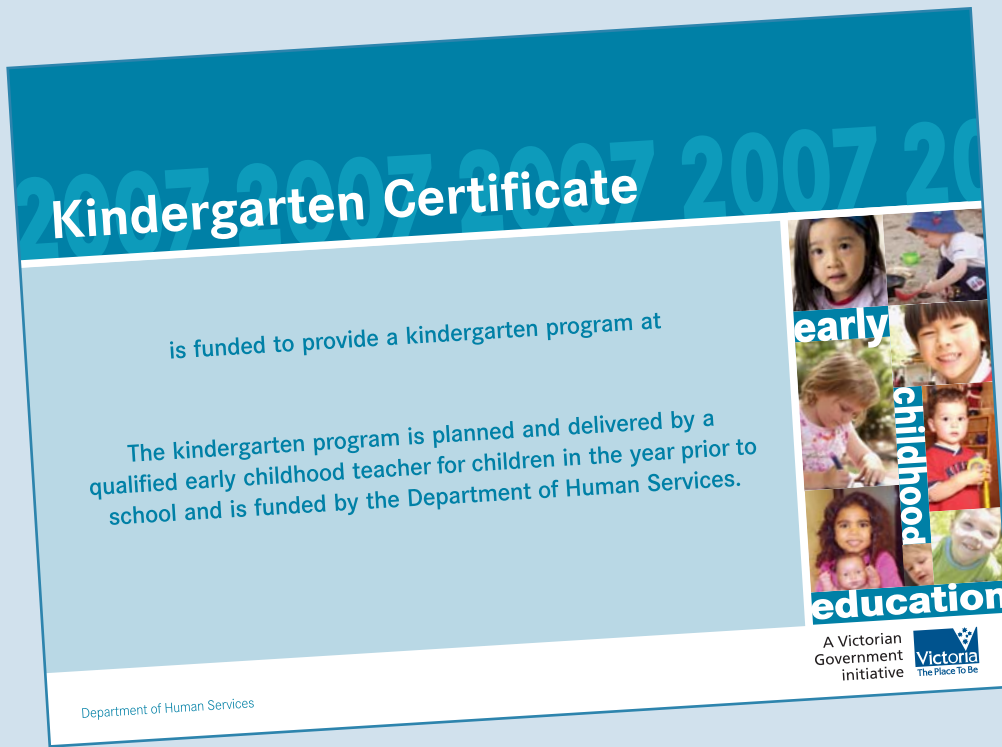 2007 2007 2007 2007 20
Kindergarten Certificate
is funded to provide a kindergarten program at
The kindergarten program is planned and delivered by a
qualified early childhood teacher for children in the year prior to
school and is funded by the Department of Human Services.
early
childhood
education
A Victorian
Government
initiative
Victoria
The Place To Be
Department of Human Services